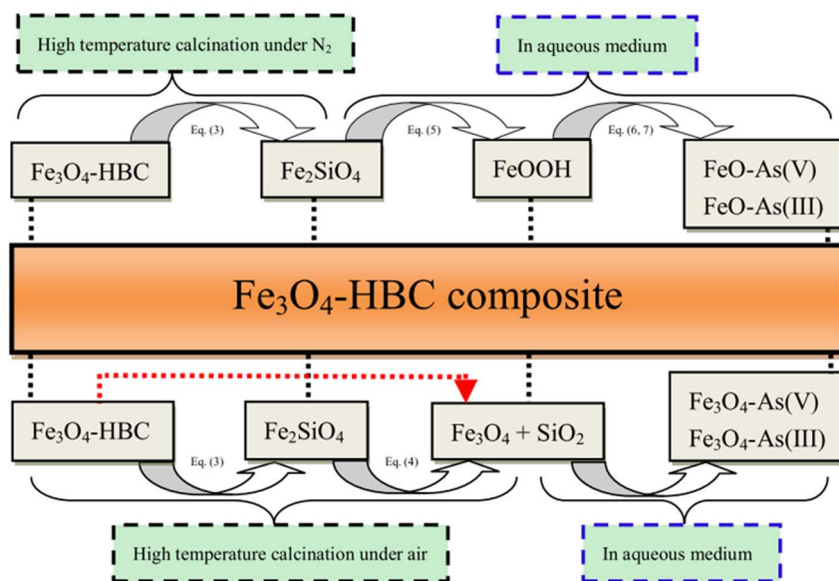 High temperature calcination under N₂
In aqueous medium
Eq. (3)
Eq. (5)
Eq. (6, 7)
Fe₃O₄-HBC
Fe₂SiO₄
FeOOH
FeO-As(V)
FeO-As(III)
Fe₃O₄-HBC composite
Fe₃O₄-HBC
Fe₂SiO₄
Fe₃O₄ + SiO₂
Fe₃O₄-As(V)
Fe₃O₄-As(III)
Eq. (3)
Eq. (4)
High temperature calcination under air
In aqueous medium